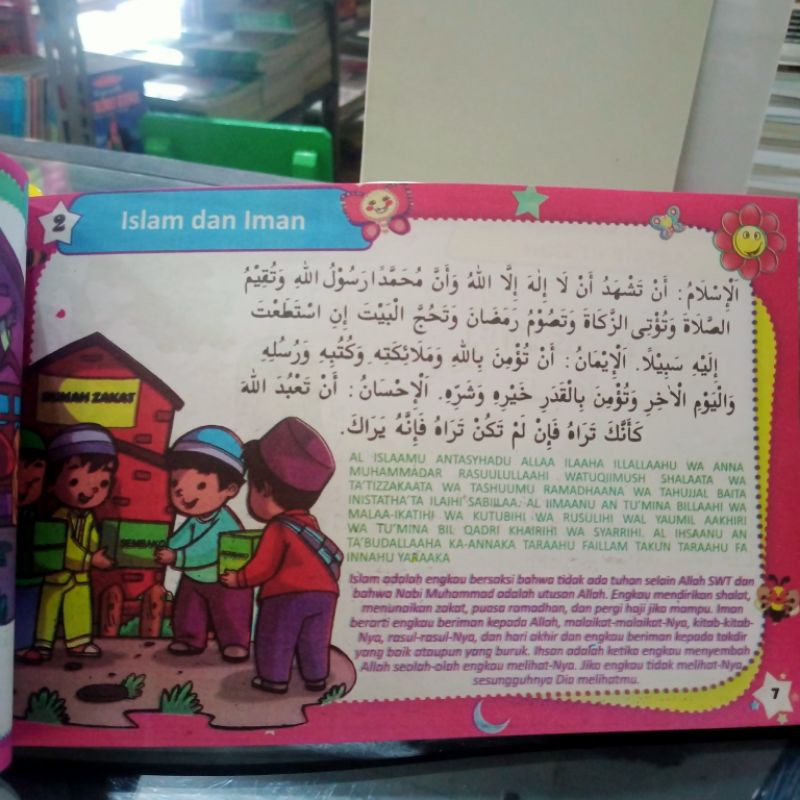 2
Islam dan Iman
اَلْإِسْلَامُ : أَنْ تَشْهَدُ أَنْ لَا إِلٰهَ إِلَّا اللهُ وَأَنَّ مُحَمَّدًا رَسُوْلُ اللهِ وَتُقِيْمُ
الصَّلَاةَ وَتُؤْتِى الزَّكَاةَ وَتَصُوْمُ رَمَضَانَ وَتَحُجَّ الْبَيْتَ إِنِ اسْتَطَعْتَ
إِلَيْهِ سَبِيْلًا. اَلْإِيْمَانُ : أَنْ تُؤْمِنَ بِاللهِ وَمَلَائِكَتِهِ وَكُتُبِهِ وَرُسُلِهِ
وَالْيَوْمِ الْأخِرِ وَتُؤْمِنَ بِالْقَدَرِ خَيْرِهِ وَشَرِّهِ. اَلْإِحْسَانُ : أَنْ تَعْبُدَ اللهَ
كَأَنَّكَ تَرَاهُ فَإِنْ لَمْ تَكُنْ تَرَاهُ فَإِنَّهُ يَرَاكَ.
RUMAH ZAKAT
SEMBAKO
AL ISLAAMU ANTASYHADU ALLAA ILAAHA ILLALLAAHU WA ANNA
MUHAMMADAR RASUULULLAAHI WATUQIIMUSH SHALAATA WA
TA'TIZZAKAATA WA TASHUUMU RAMADHAANA WA TAHUJJAL BAITA
INISTATHA'TA ILAIHI SABIILAA. AL IIMAANU AN TU'MINA BILLAAHI WA
MALAA-IKATIHI WA KUTUBIHI WA RUSULIHI WAL YAUMIL AAKHIRI
WA TU'MINA BIL QADRI KHAIRIHI WA SYARRIHI. AL IHSAANU AN
TA'BUDALLAAHA KA-ANNAKA TARAAHU FAILLAM TAKUN TARAAHU FA
INNAHU YARAAKA
Islam adalah engkau bersaksi bahwa tidak ada tuhan selain Allah SWT dan
bahwa Nabi Muhammad adalah utusan Allah. Engkau mendirikan shalat,
menunaikan zakat, puasa ramadhan, dan pergi haji jika mampu. Iman
berarti engkau beriman kepada Allah, malaikat-malaikat-Nya, kitab-kitab-
Nya, rasul-rasul-Nya, dan hari akhir dan engkau beriman kepada takdir
yang baik ataupun yang buruk. Ihsan adalah ketika engkau menyembah
Allah seolah-olah engkau melihat-Nya. Jika engkau tidak melihat-Nya,
sesungguhnya Dia melihatmu.
7